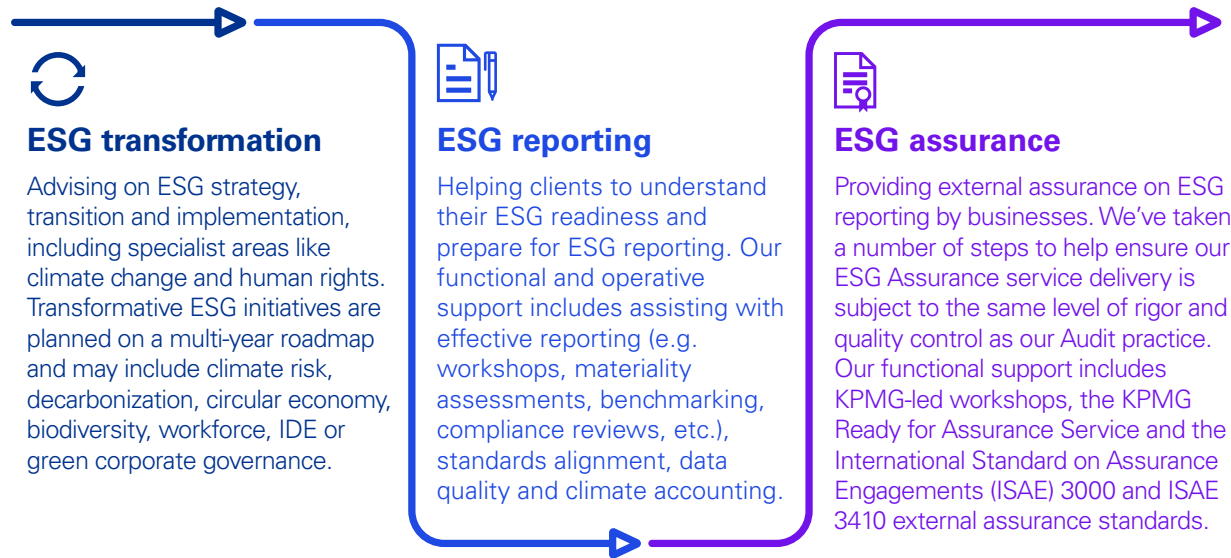 ESG transformation
Advising on ESG strategy,
transition and implementation,
including specialist areas like
climate change and human rights.
Transformative ESG initiatives are
planned on a multi-year roadmap
and may include climate risk,
decarbonization, circular economy,
biodiversity, workforce, IDE or
green corporate governance.
ESG reporting
Helping clients to understand
their ESG readiness and
prepare for ESG reporting. Our
functional and operative
support includes assisting with
effective reporting (e.g.
workshops, materiality
assessments, benchmarking,
compliance reviews, etc.),
standards alignment, data
quality and climate accounting.
ESG assurance
Providing external assurance on ESG
reporting by businesses. We’ve taken
a number of steps to help ensure our
ESG Assurance service delivery is
subject to the same level of rigor and
quality control as our Audit practice.
Our functional support includes
KPMG-led workshops, the KPMG
Ready for Assurance Service and the
International Standard on Assurance
Engagements (ISAE) 3000 and ISAE
3410 external assurance standards.